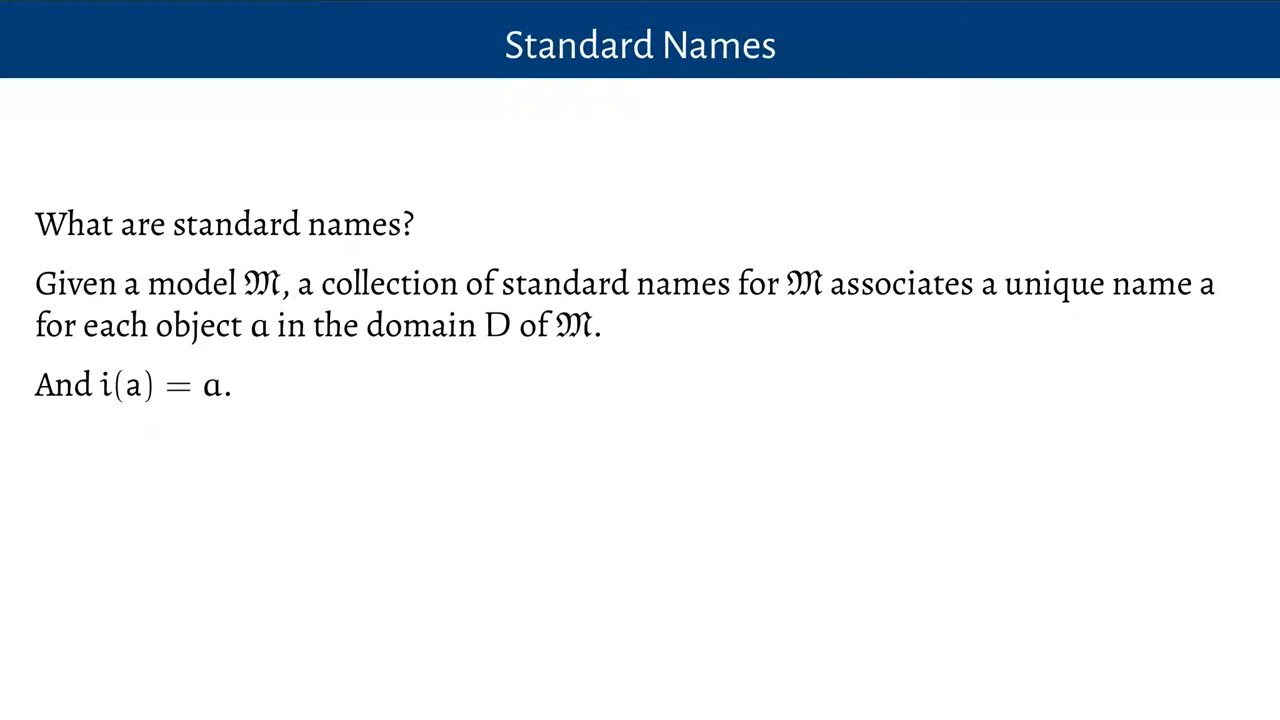 Standard Names
What are standard names?
Given a model 𝔐, a collection of standard names for 𝔐 associates a unique name a
for each object ɑ in the domain D of 𝔐.
And i(a) = ɑ.